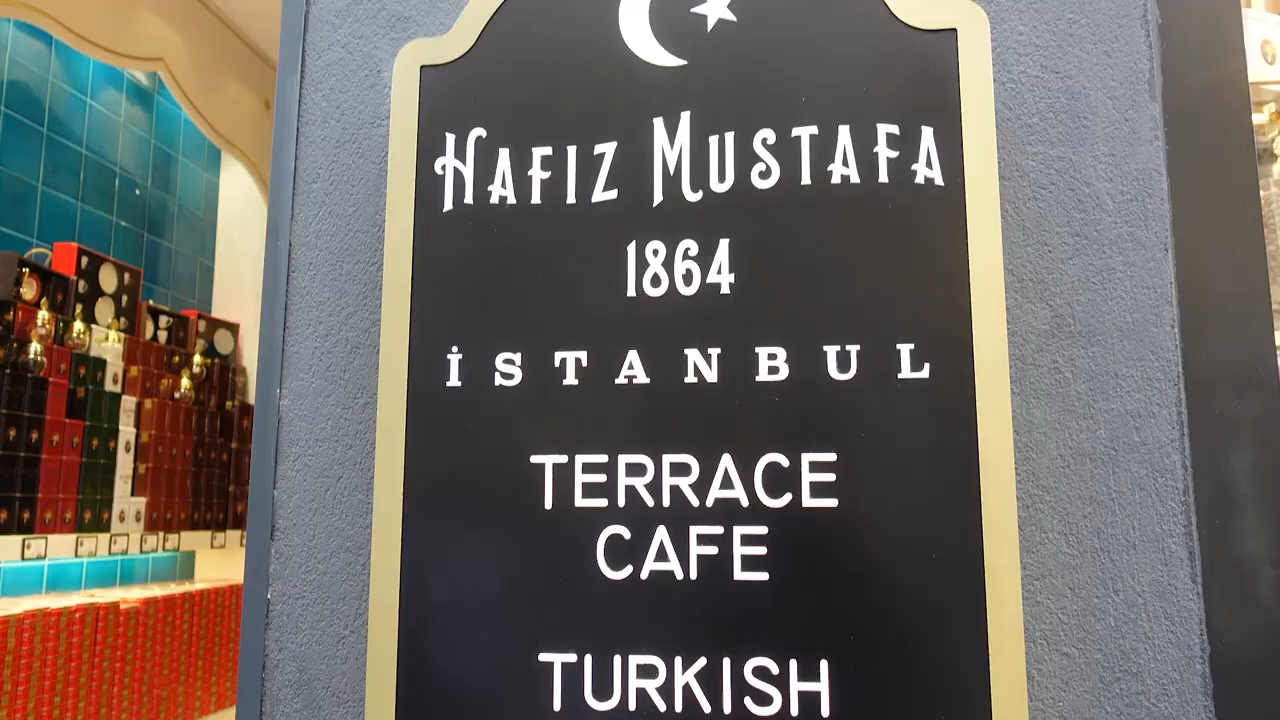 HAFIZ MUSTAFA
1864
İSTANBUL
TERRACE
CAFE
TURKISH